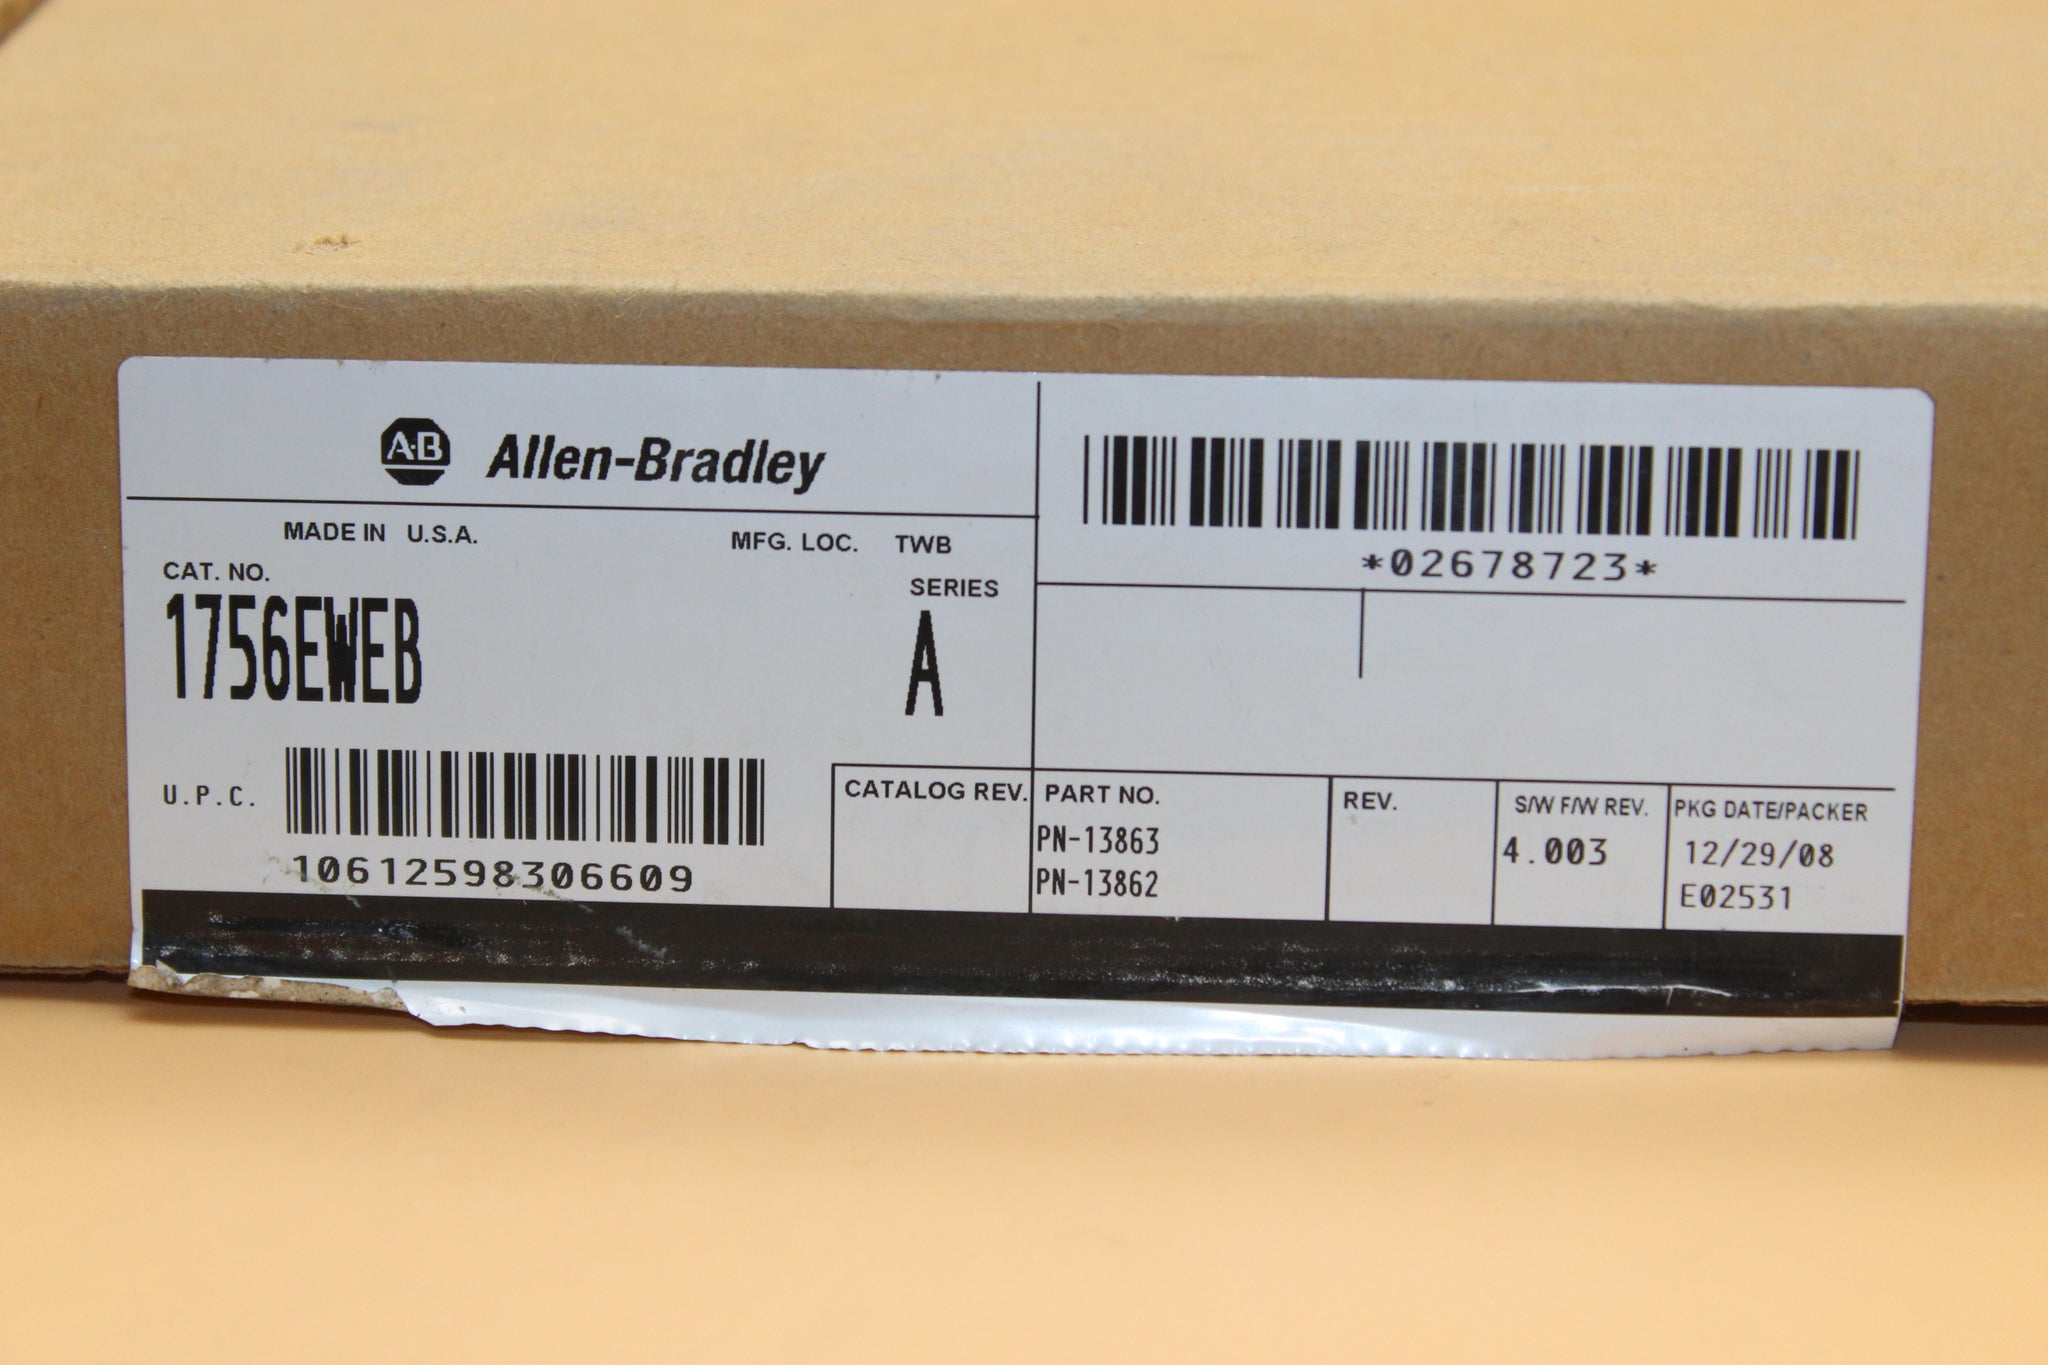 A·B Allen-Bradley
MADE IN U.S.A. MFG. LOC. TWB
CAT. NO. SERIES
1756EWEB A
U.P.C.
10612598306609
*02678723*
CATALOG REV. PART NO. REV. S/W F/W REV. PKG DATE/PACKER
PN-13863 4.003 12/29/08
PN-13862 E02531